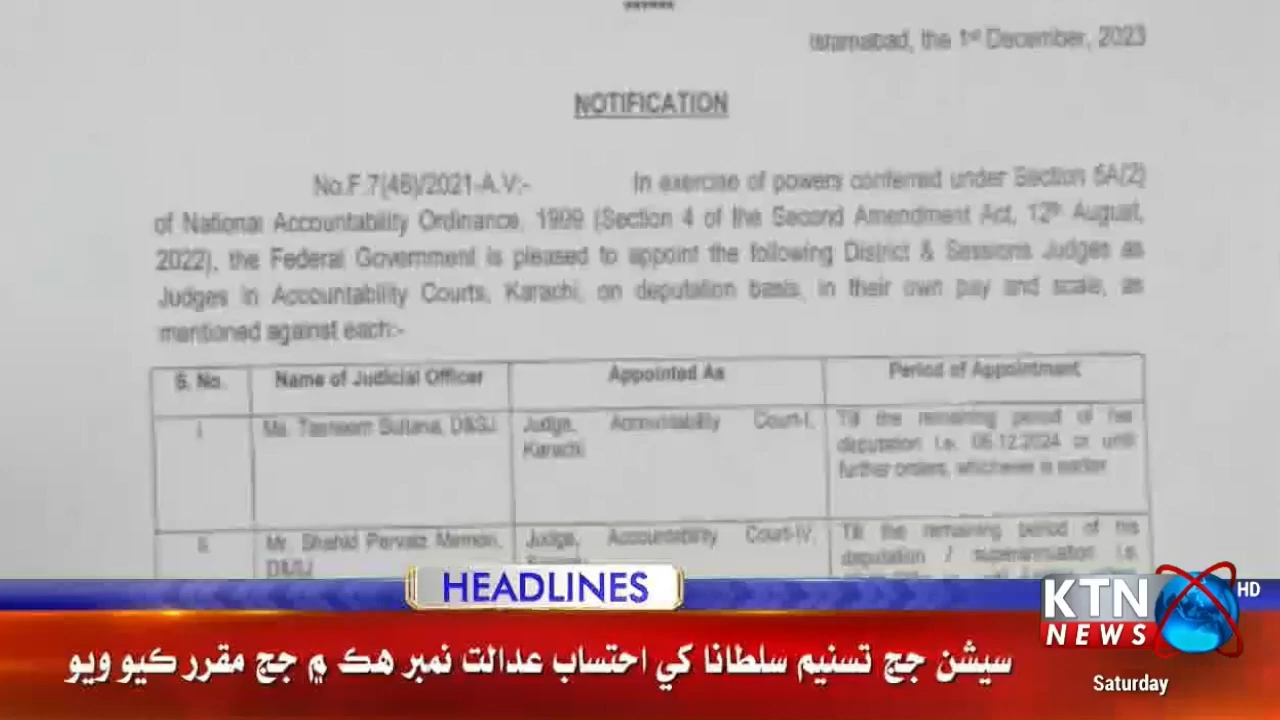 ******
Islamabad, the 1st December, 2023
NOTIFICATION
No.F.7(48)/2021-A.V:- In exercise of powers conferred under Section 5A(2)
of National Accountability Ordinance, 1999 (Section 4 of the Second Amendment Act, 12th August,
2022), the Federal Government is pleased to appoint the following District & Sessions Judges as
Judges in Accountability Courts, Karachi, on deputation basis, in their own pay and scale, as
mentioned against each:-
S. No. Name of Judicial Officer Appointed As Period of Appointment
i Ms. Tasneem Sultana, D&SJ Judge, Accountability Court-I, Till the remaining period of his
Karachi deputation i.e. 06.12.2024 or until
further orders, whichever is earlier
ii Mr. Shahid Pervaiz Memon, Judge, Accountability Court-IV, Till the remaining period of his
D&SJ deputation / superannuation i.e.
HEADLINES
KTN HD
NEWS
سيشن جج تسنيم سلطانا کي احتساب عدالت نمبر هڪ ۾ جج مقرر ڪيو ويو
Saturday